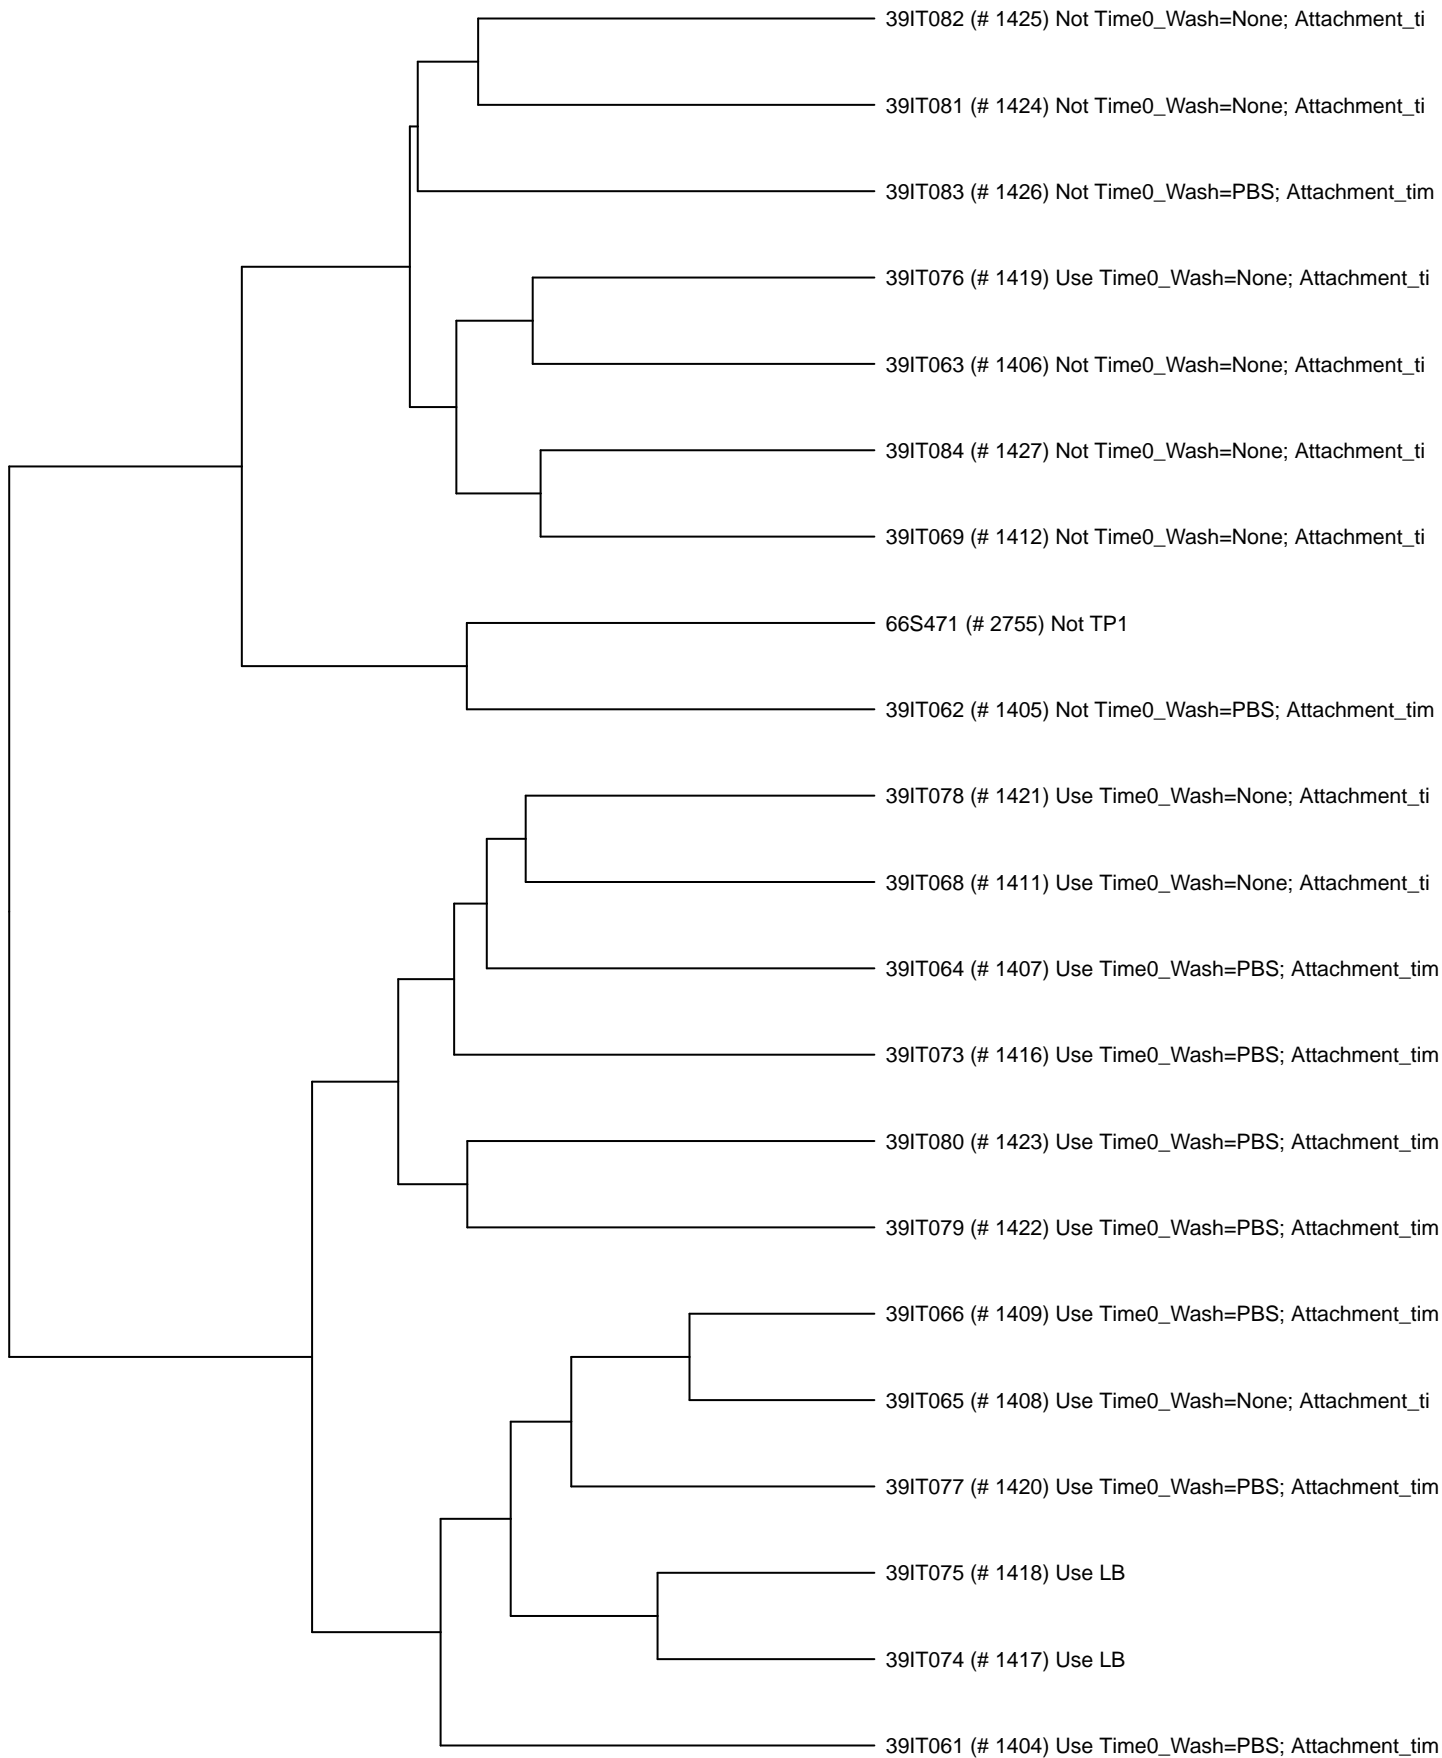 39IT082 (# 1425) Not Time0_Wash=None; Attachment_ti
39IT081 (# 1424) Not Time0_Wash=None; Attachment_ti
39IT083 (# 1426) Not Time0_Wash=PBS; Attachment_tim
39IT076 (# 1419) Use Time0_Wash=None; Attachment_ti
39IT063 (# 1406) Not Time0_Wash=None; Attachment_ti
39IT084 (# 1427) Not Time0_Wash=None; Attachment_ti
39IT069 (# 1412) Not Time0_Wash=None; Attachment_ti
66S471 (# 2755) Not TP1
39IT062 (# 1405) Not Time0_Wash=PBS; Attachment_tim
39IT078 (# 1421) Use Time0_Wash=None; Attachment_ti
39IT068 (# 1411) Use Time0_Wash=None; Attachment_ti
39IT064 (# 1407) Use Time0_Wash=PBS; Attachment_tim
39IT073 (# 1416) Use Time0_Wash=PBS; Attachment_tim
39IT080 (# 1423) Use Time0_Wash=PBS; Attachment_tim
39IT079 (# 1422) Use Time0_Wash=PBS; Attachment_tim
39IT066 (# 1409) Use Time0_Wash=PBS; Attachment_tim
39IT065 (# 1408) Use Time0_Wash=None; Attachment_ti
39IT077 (# 1420) Use Time0_Wash=PBS; Attachment_tim
39IT075 (# 1418) Use LB
39IT074 (# 1417) Use LB
39IT061 (# 1404) Use Time0_Wash=PBS; Attachment_tim